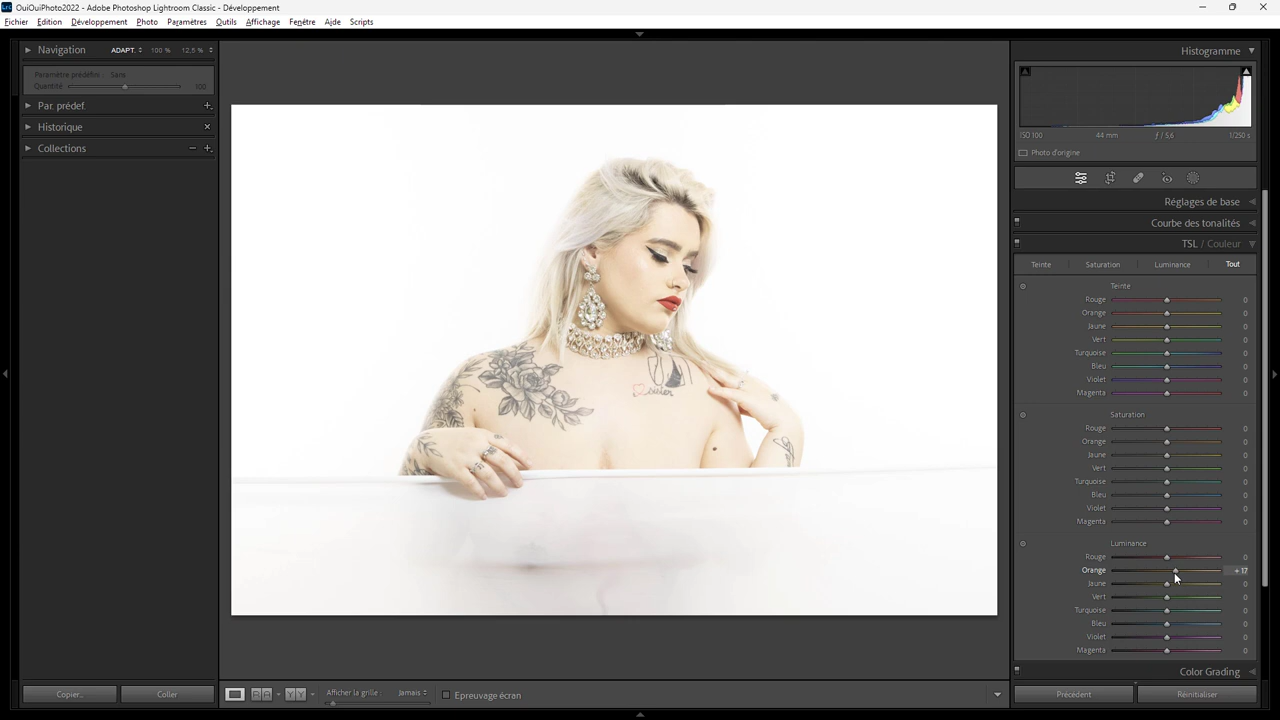 OuiOuiPhoto2022 - Adobe Photoshop Lightroom Classic - Développement
Fichier Edition Développement Photo Paramètres Outils Affichage Fenêtre Aide Scripts
Navigation ADAPT. 100 % 12,5 %
Histogramme
Paramètre prédéfini : Sans
Quantité 100
Par. prédéf.
Historique
Collections
ISO 100 44 mm ƒ / 5,6 1/250 s
Photo d'origine
Réglages de base
Courbe des tonalités
TSL / Couleur
Teinte Saturation Luminance Tout
Teinte
Rouge 0
Orange 0
Jaune 0
Vert 0
Turquoise 0
Bleu 0
Violet 0
Magenta 0
Saturation
Rouge 0
Orange 0
Jaune 0
Vert 0
Turquoise 0
Bleu 0
Violet 0
Magenta 0
Luminance
Rouge 0
Orange + 17
Jaune 0
Vert 0
Turquoise 0
Bleu 0
Violet 0
Magenta 0
Color Grading
Copier... Coller
Afficher la grille : Jamais
Epreuvage écran
Précédent Réinitialiser